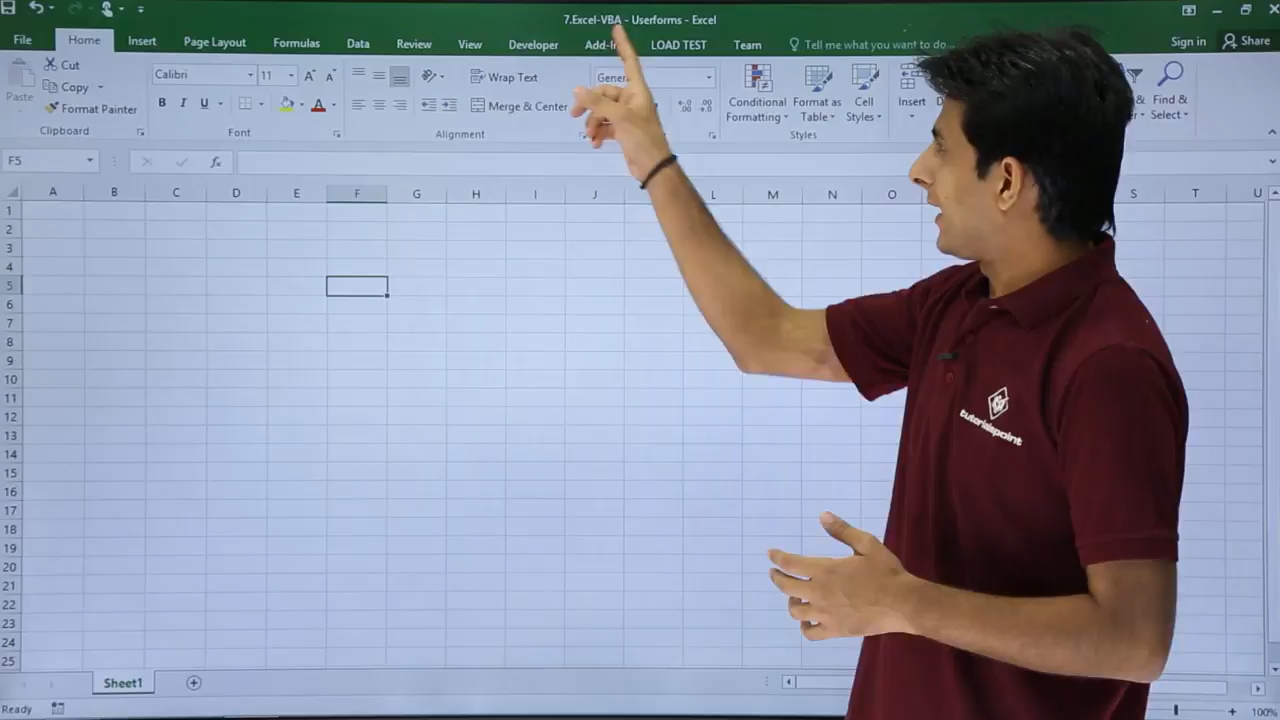 7.Excel-VBA - Userforms - Excel
File Home Insert Page Layout Formulas Data Review View Developer LOAD TEST Team Tell me what you want to do... Sign in Share
Paste
Cut
Copy
Format Painter
Clipboard
Calibri 11
B I U A
Font
Wrap Text
Merge & Center
Alignment
Conditional Formatting
Format as Table
Cell Styles
Styles
Insert
Find & Select
F5 fx
A B C D E F G H I J L M N O S T U
1
2
3
4
5
6
7
8
9
10
11
12
13
14
15
16
17
18
19
20
21
22
23
24
25
tutorialspoint
Sheet1
Ready 100%